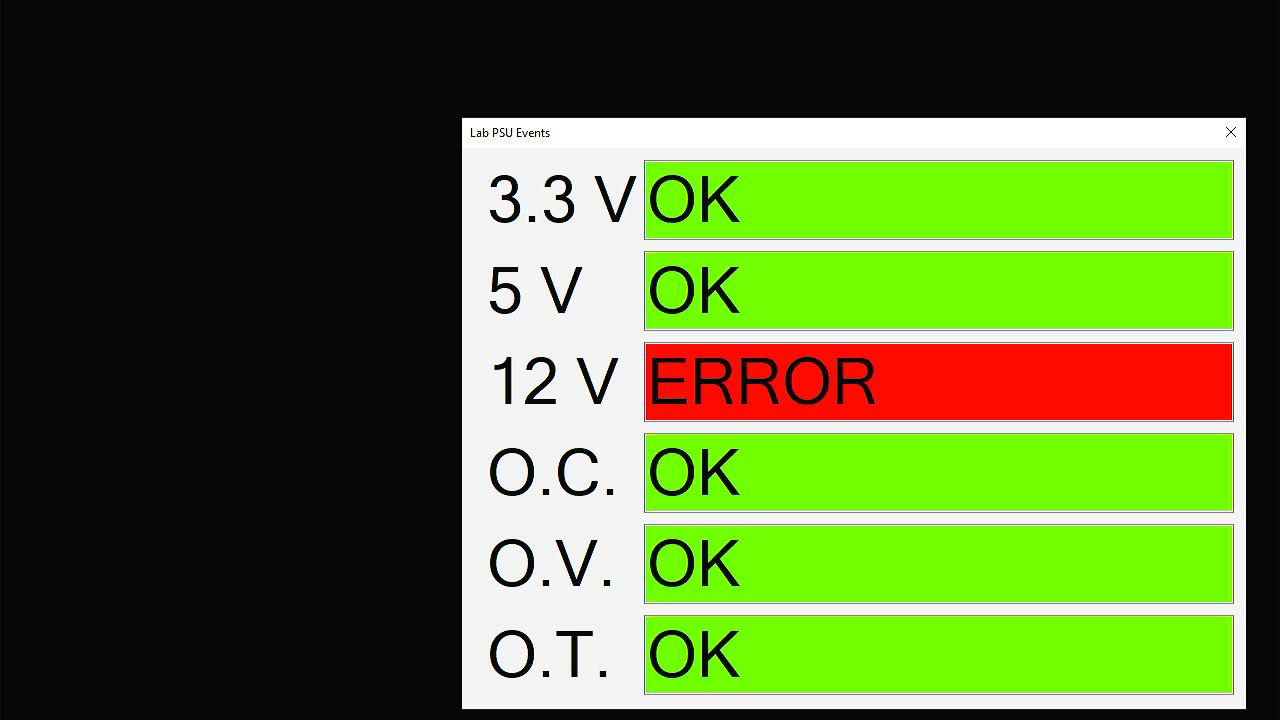 Lab PSU Events
3.3 V OK
5 V OK
12 V ERROR
O.C. OK
O.V. OK
O.T. OK